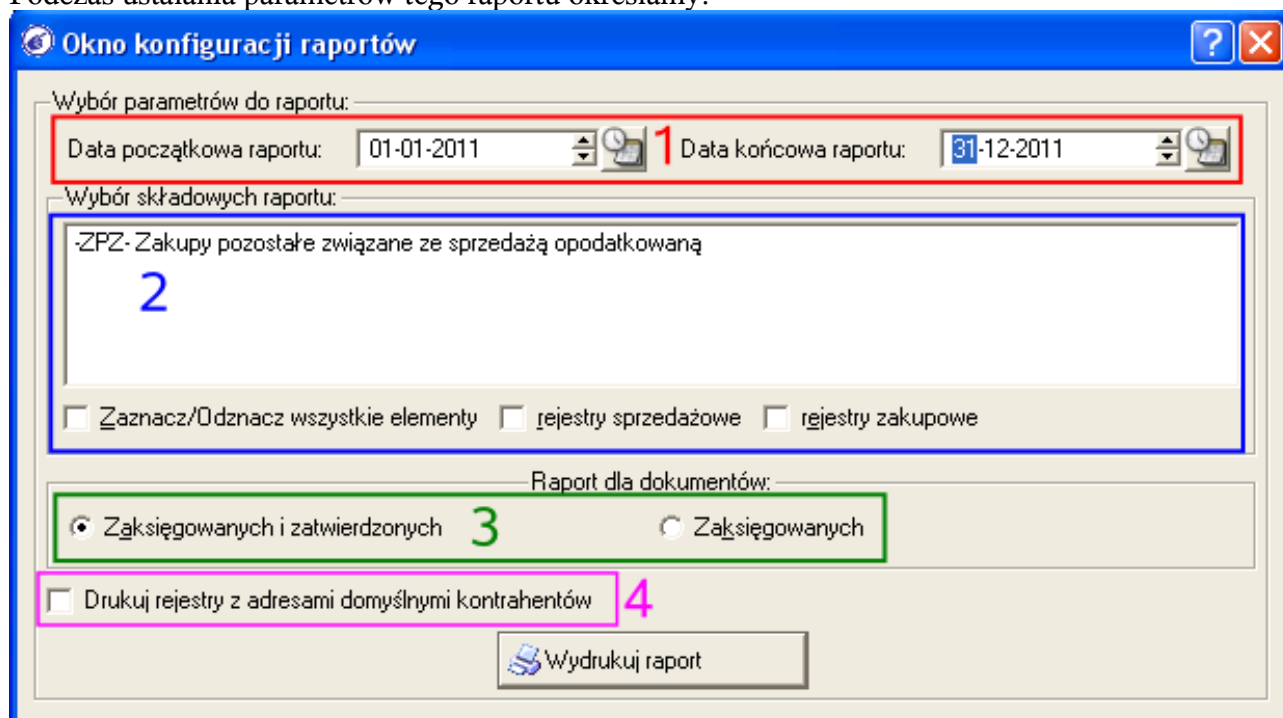 Podczas ustalania parametrów tego raportu określamy:
Okno konfiguracji raportów
Wybór parametrów do raportu:
Data początkowa raportu: 01-01-2011 1 Data końcowa raportu: 31-12-2011
Wybór składowych raportu:
-ZPZ- Zakupy pozostałe związane ze sprzedażą opodatkowaną
2
Zaznacz/Odznacz wszystkie elementy rejestry sprzedażowe rejestry zakupowe
Raport dla dokumentów:
Zaksięgowanych i zatwierdzonych 3 Zaksięgowanych
Drukuj rejestry z adresami domyślnymi kontrahentów 4
Wydrukuj raport